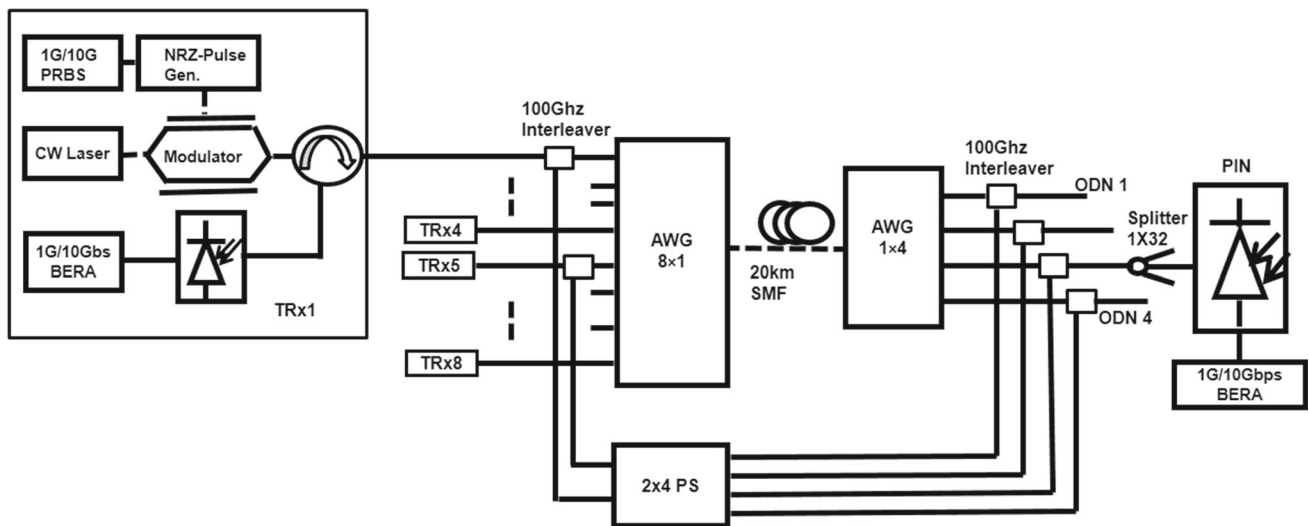 1G/10G
PRBS
NRZ-Pulse
Gen.
CW Laser
Modulator
1G/10Gbs
BERA
TRx1
100Ghz
Interleaver
TRx4
TRx5
TRx8
AWG
8×1
20km
SMF
AWG
1×4
100Ghz
Interleaver
ODN 1
Splitter
1X32
ODN 4
PIN
1G/10Gbps
BERA
2x4 PS